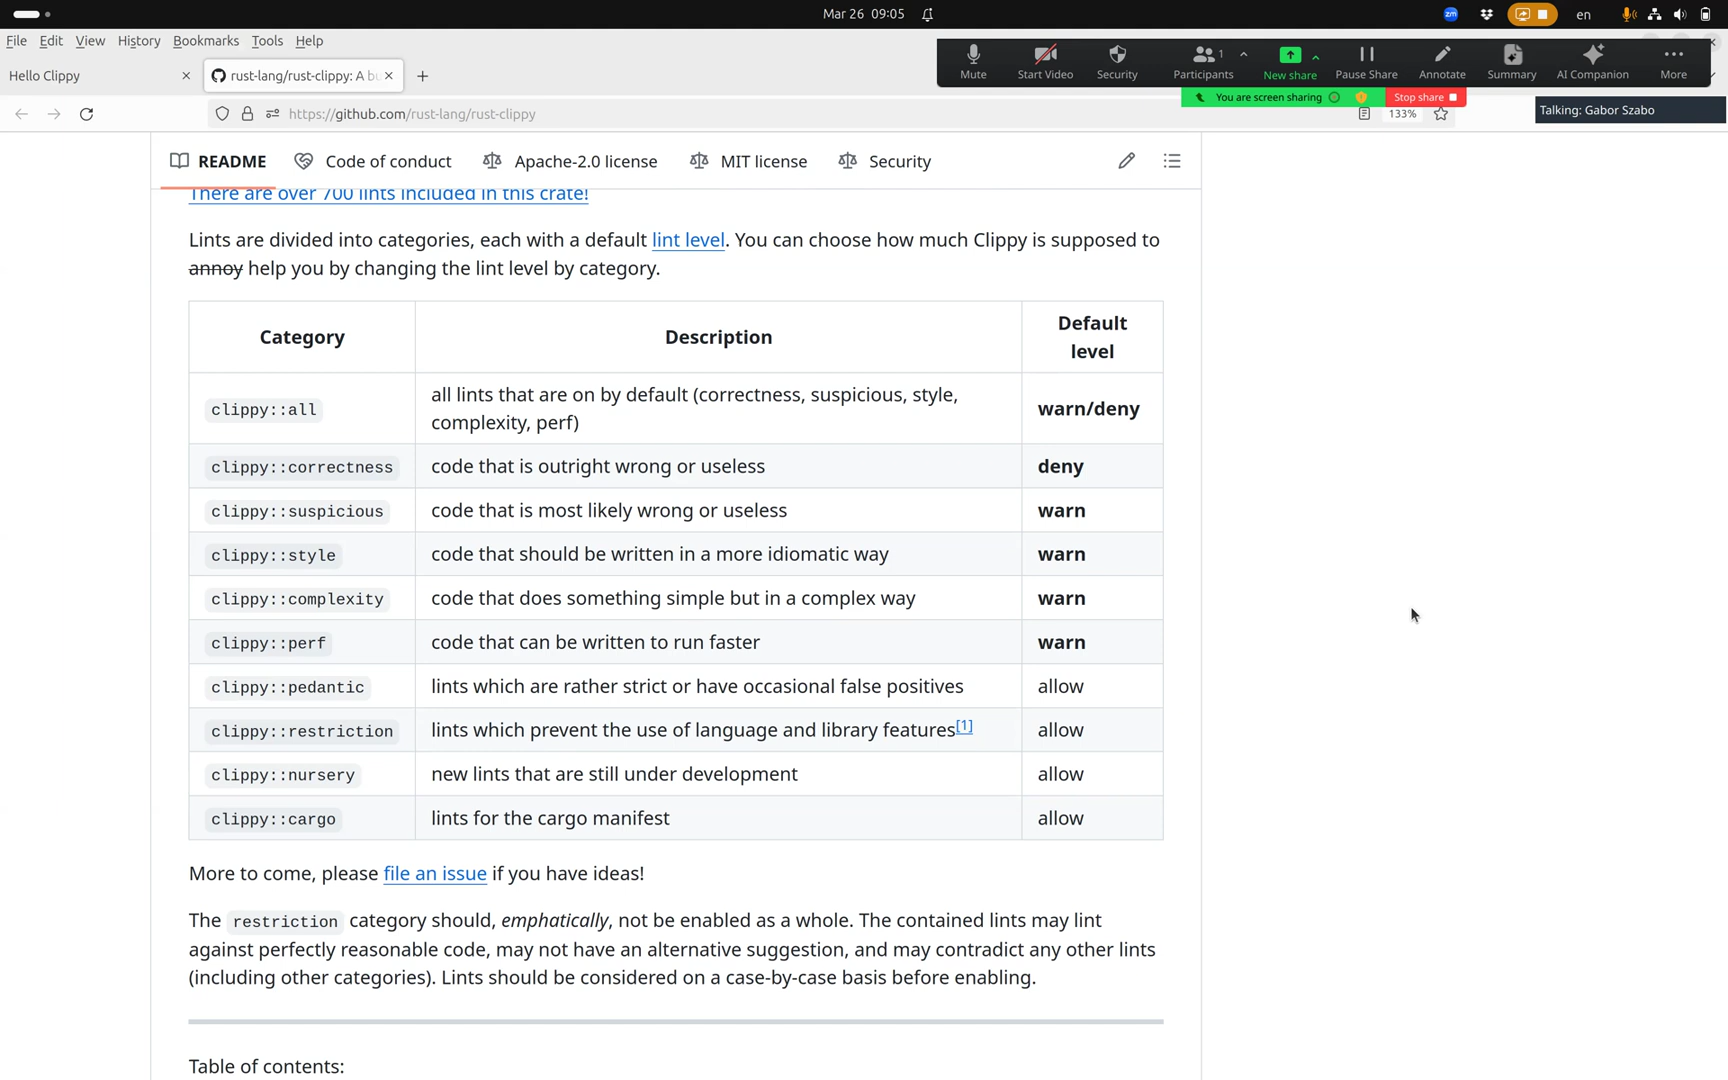 Mar 26 09:05
zm
en
File Edit View History Bookmarks Tools Help
Hello Clippy
rust-lang/rust-clippy: A bu
Mute
Start Video
Security
Participants 1
New share
Pause Share
Annotate
Summary
AI Companion
More
You are screen sharing
Stop share
Talking: Gabor Szabo
https://github.com/rust-lang/rust-clippy
133%
README
Code of conduct
Apache-2.0 license
MIT license
Security
There are over 700 lints included in this crate!
Lints are divided into categories, each with a default lint level. You can choose how much Clippy is supposed to
annoy help you by changing the lint level by category.
Category Description Default level
clippy::all all lints that are on by default (correctness, suspicious, style, complexity, perf) warn/deny
clippy::correctness code that is outright wrong or useless deny
clippy::suspicious code that is most likely wrong or useless warn
clippy::style code that should be written in a more idiomatic way warn
clippy::complexity code that does something simple but in a complex way warn
clippy::perf code that can be written to run faster warn
clippy::pedantic lints which are rather strict or have occasional false positives allow
clippy::restriction lints which prevent the use of language and library features[1] allow
clippy::nursery new lints that are still under development allow
clippy::cargo lints for the cargo manifest allow
More to come, please file an issue if you have ideas!
The restriction category should, emphatically, not be enabled as a whole. The contained lints may lint
against perfectly reasonable code, may not have an alternative suggestion, and may contradict any other lints
(including other categories). Lints should be considered on a case-by-case basis before enabling.
Table of contents: